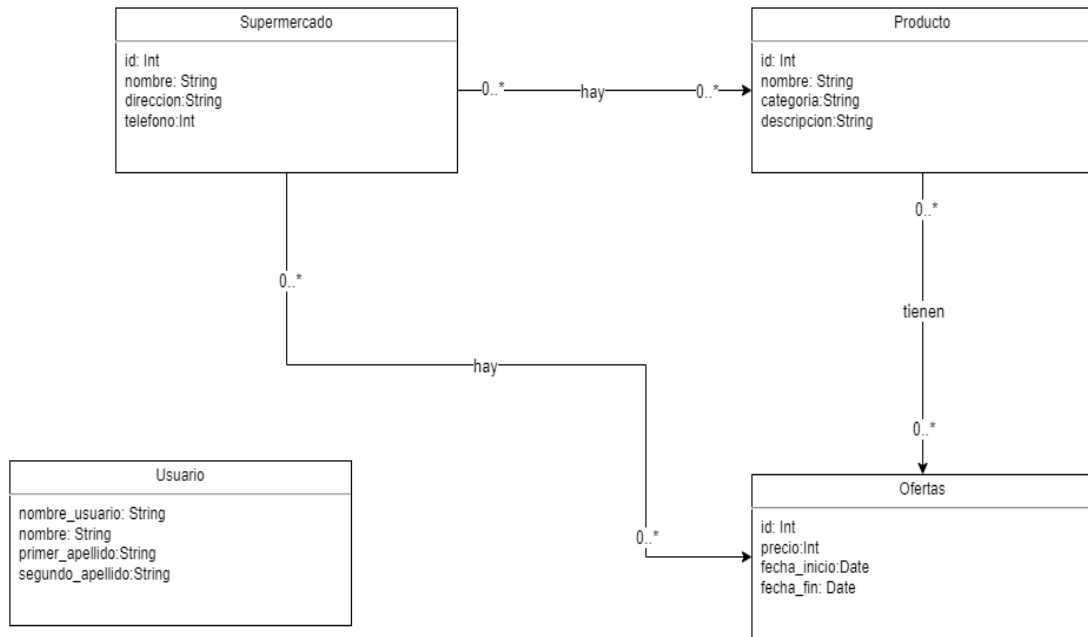 Supermercado
id: Int
nombre: String
direccion:String
telefono:Int
0..*
hay
0..*
Producto
id: Int
nombre: String
categoria:String
descripcion:String
0..*
tienen
0..*
0..*
hay
0..*
Usuario
nombre_usuario: String
nombre: String
primer_apellido:String
segundo_apellido:String
Ofertas
id: Int
precio:Int
fecha_inicio:Date
fecha_fin: Date